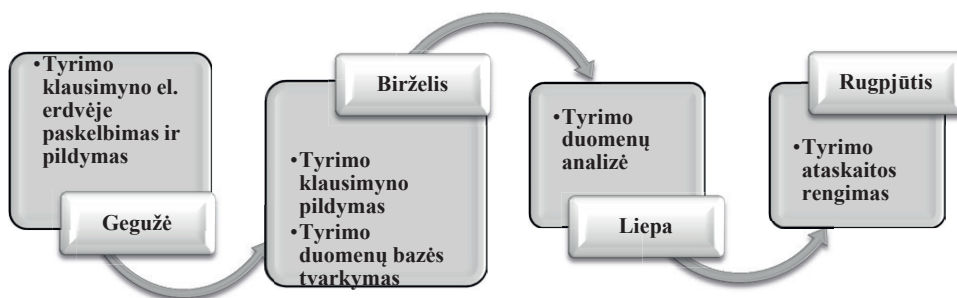 •Tyrimo
klausimyno el.
erdvėje
paskelbimas ir
pildymas
Gegužė
Birželis
•Tyrimo
klausimyno
pildymas
•Tyrimo
duomenų bazės
tvarkymas
•Tyrimo
duomenų
analizė
Liepa
Rugpjūtis
•Tyrimo
ataskaitos
rengimas